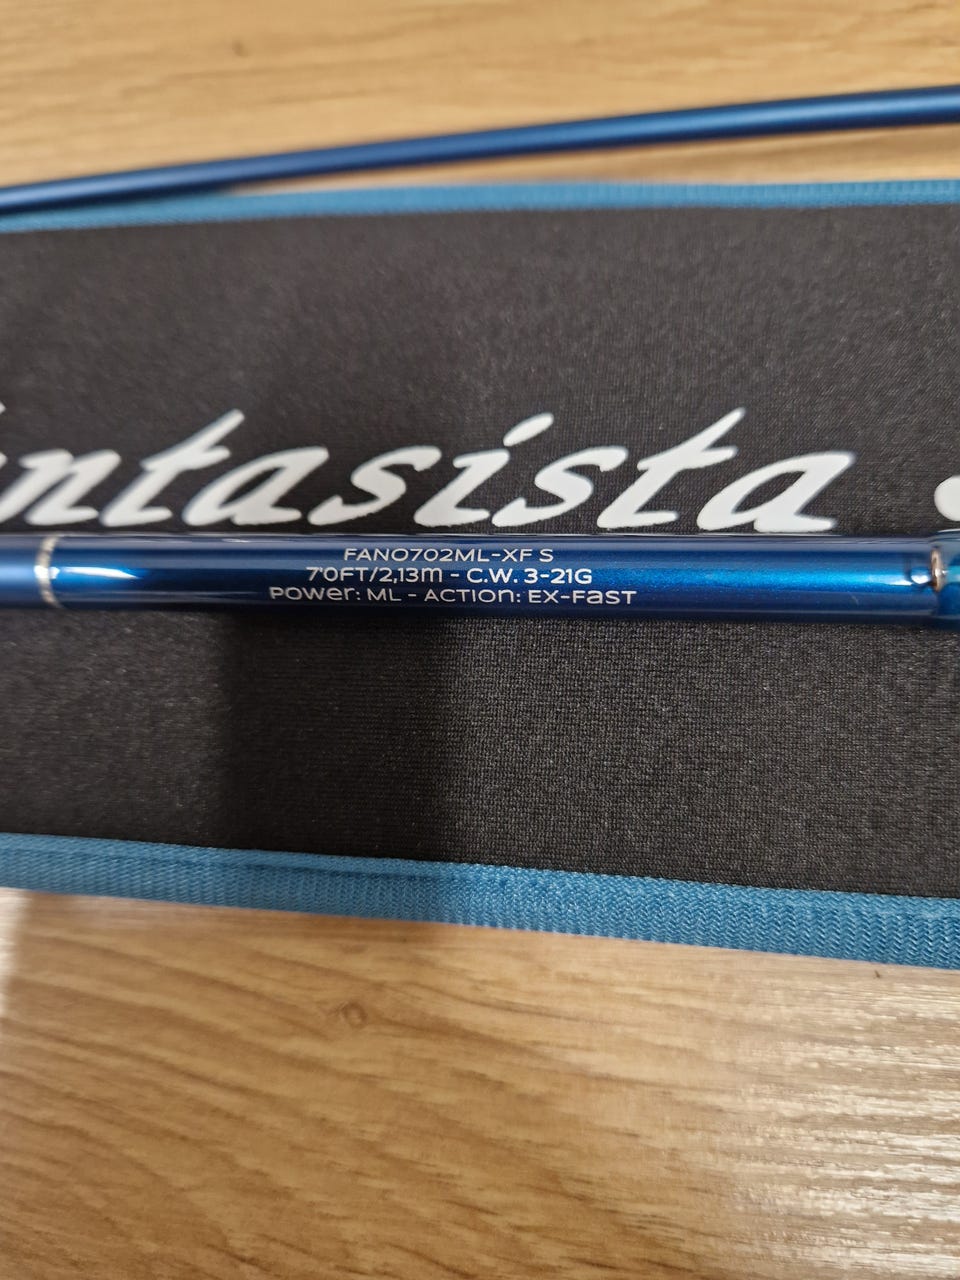 ntasista
FANO702ML-XF S
7'0FT/2,13m - C.W. 3-21G
POWer: ML - ACTION: EX-FAST